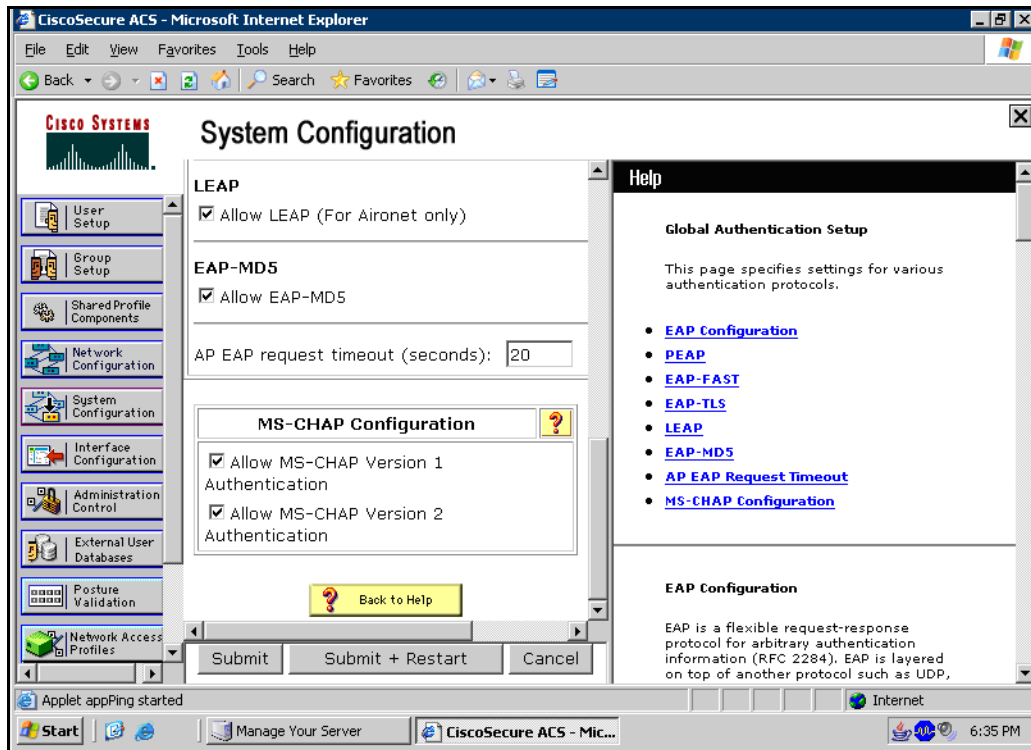 CiscoSecure ACS - Microsoft Internet Explorer
File Edit View Favorites Tools Help
Back Search Favorites
CISCO SYSTEMS
System Configuration
User
Setup
Group
Setup
Shared Profile
Components
Network
Configuration
System
Configuration
Interface
Configuration
Administration
Control
External User
Databases
Posture
Validation
Network Access
Profiles
LEAP
Allow LEAP (For Aironet only)
EAP-MD5
Allow EAP-MD5
AP EAP request timeout (seconds): 20
MS-CHAP Configuration
?
Allow MS-CHAP Version 1
Authentication
Allow MS-CHAP Version 2
Authentication
? Back to Help
Submit Submit + Restart Cancel
Help
Global Authentication Setup
This page specifies settings for various
authentication protocols.
EAP Configuration
PEAP
EAP-FAST
EAP-TLS
LEAP
EAP-MD5
AP EAP Request Timeout
MS-CHAP Configuration
EAP Configuration
EAP is a flexible request-response
protocol for arbitrary authentication
information (RFC 2284). EAP is layered
on top of another protocol such as UDP,
Applet appPing started
Internet
Start Manage Your Server CiscoSecure ACS - Mic... 6:35 PM